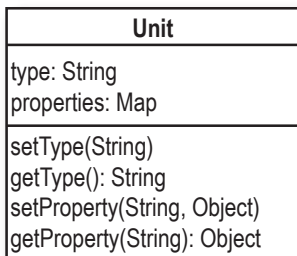 Unit
type: String
properties: Map
setType(String)
getType(): String
setProperty(String, Object)
getProperty(String): Object